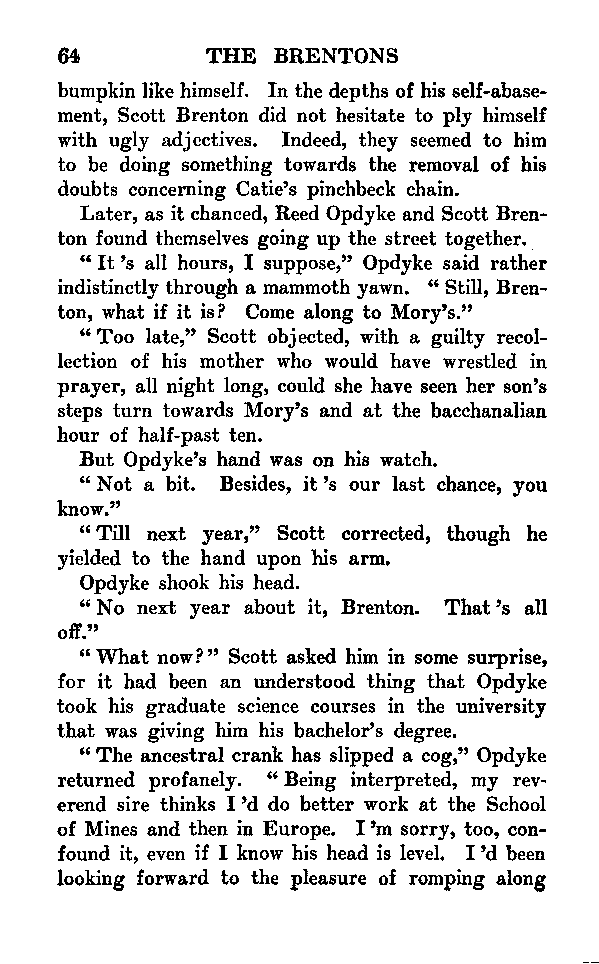 64 THE BRENTONS
bumpkin like himself. In the depths of his self-abase-
ment, Scott Brenton did not hesitate to ply himself
with ugly adjectives. Indeed, they seemed to him
to be doing something towards the removal of his
doubts concerning Catie's pinchbeck chain.
Later, as it chanced, Reed Opdyke and Scott Bren-
ton found themselves going up the street together.
“ It 's all hours, I suppose,” Opdyke said rather
indistinctly through a mammoth yawn. “ Still, Bren-
ton, what if it is? Come along to Mory's.”
“ Too late,” Scott objected, with a guilty recol-
lection of his mother who would have wrestled in
prayer, all night long, could she have seen her son's
steps turn towards Mory's and at the bacchanalian
hour of half-past ten.
But Opdyke's hand was on his watch.
“ Not a bit. Besides, it 's our last chance, you
know.”
“ Till next year,” Scott corrected, though he
yielded to the hand upon his arm.
Opdyke shook his head.
“ No next year about it, Brenton. That 's all
off.”
“ What now? ” Scott asked him in some surprise,
for it had been an understood thing that Opdyke
took his graduate science courses in the university
that was giving him his bachelor's degree.
“ The ancestral crank has slipped a cog,” Opdyke
returned profanely. “ Being interpreted, my rev-
erend sire thinks I 'd do better work at the School
of Mines and then in Europe. I 'm sorry, too, con-
found it, even if I know his head is level. I 'd been
looking forward to the pleasure of romping along